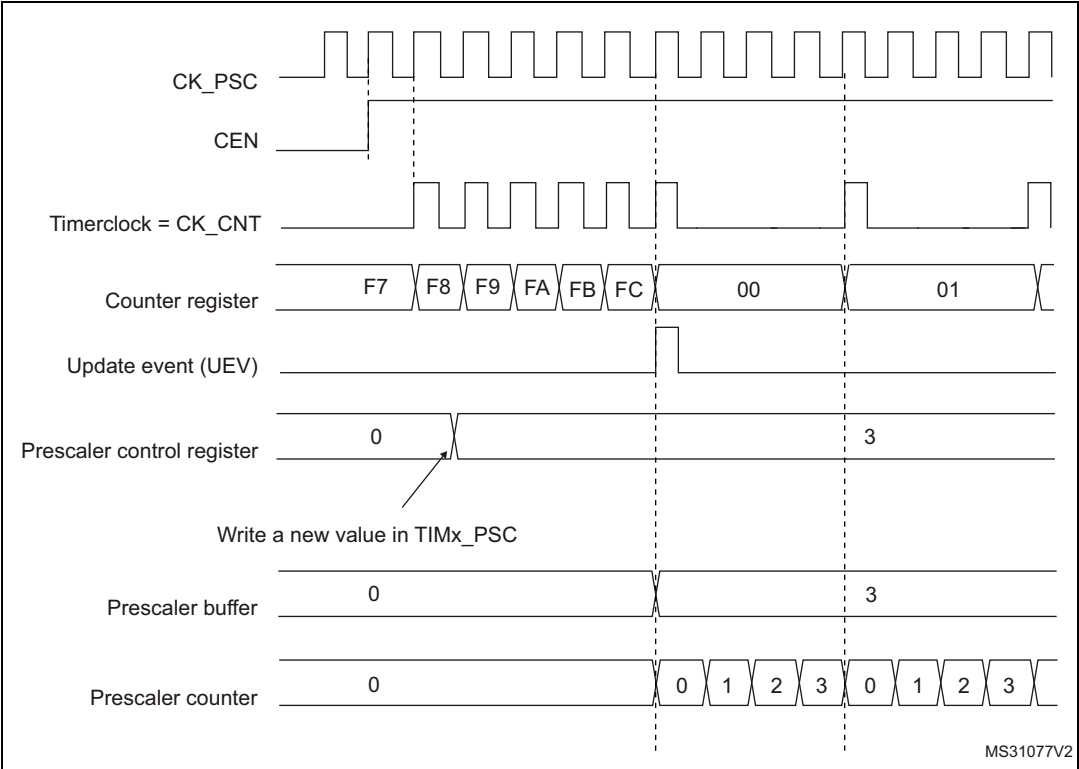 CK_PSC
CEN
Timerclock = CK_CNT
Counter register F7 F8 F9 FA FB FC 00 01
Update event (UEV)
Prescaler control register 0 3
Write a new value in TIMx_PSC
Prescaler buffer 0 3
Prescaler counter 0 0 1 2 3 0 1 2 3
MS31077V2